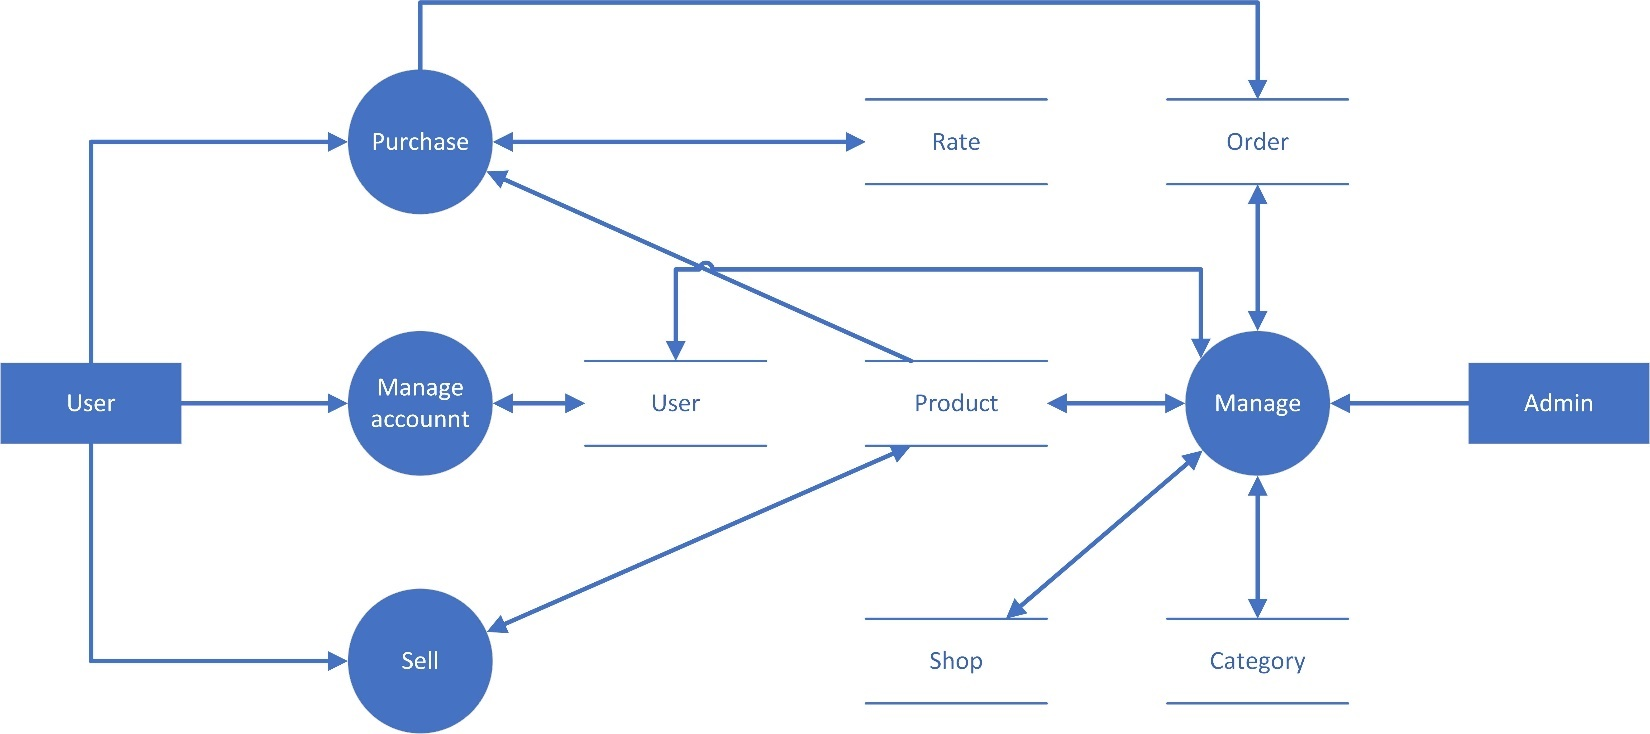 Purchase
Rate
Order
User
Manage
accounnt
User
Product
Manage
Admin
Sell
Shop
Category